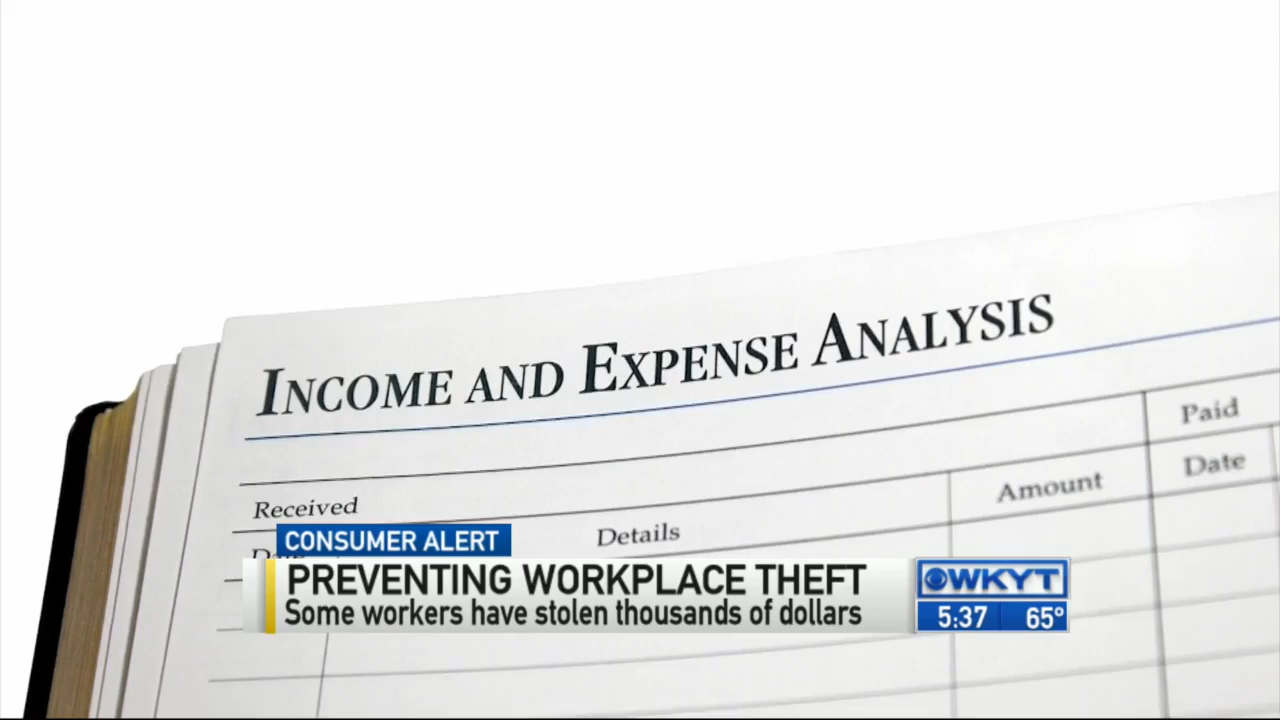 INCOME AND EXPENSE ANALYSIS
Paid
Received
Details
Amount
Date
Date
CONSUMER ALERT
PREVENTING WORKPLACE THEFT
Some workers have stolen thousands of dollars
WKYT
5:37 65°